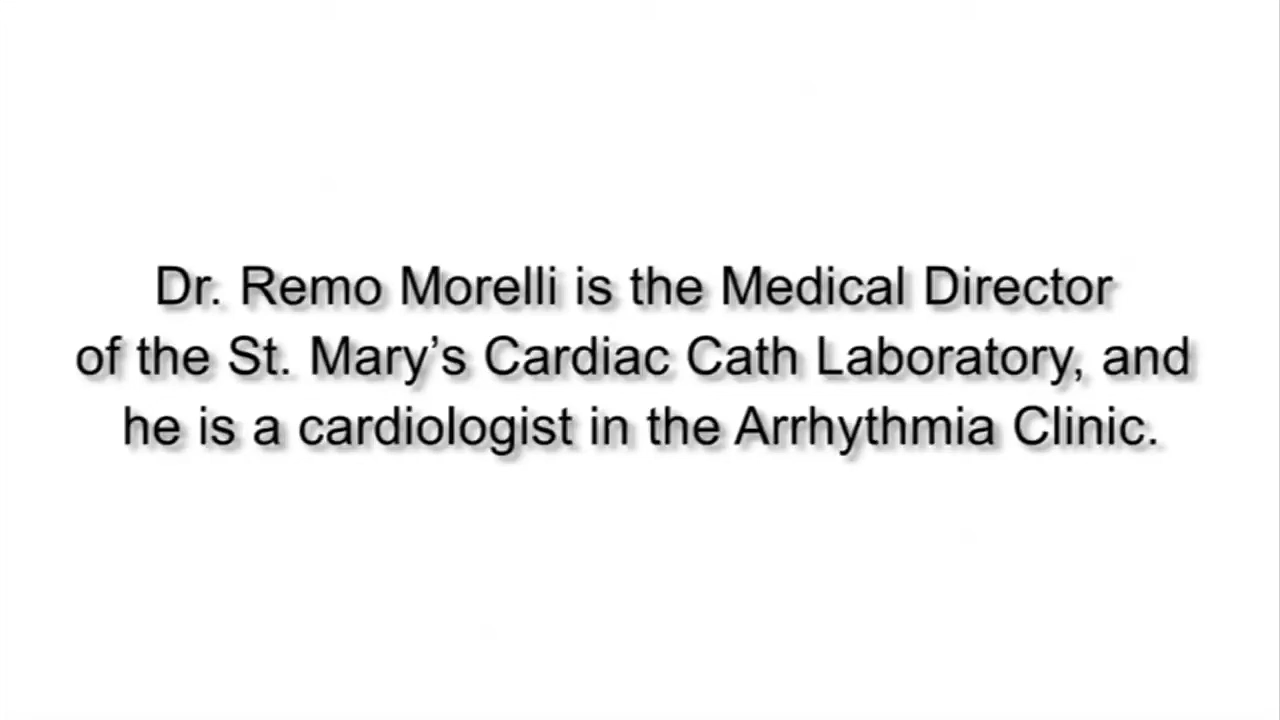 Dr. Remo Morelli is the Medical Director
of the St. Mary’s Cardiac Cath Laboratory, and
he is a cardiologist in the Arrhythmia Clinic.